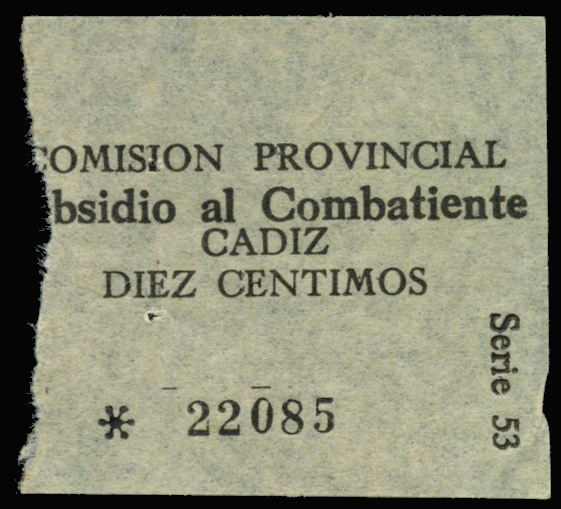 COMISION PROVINCIAL
bsidio al Combatiente
CADIZ
DIEZ CENTIMOS
* 22085
Serie 53